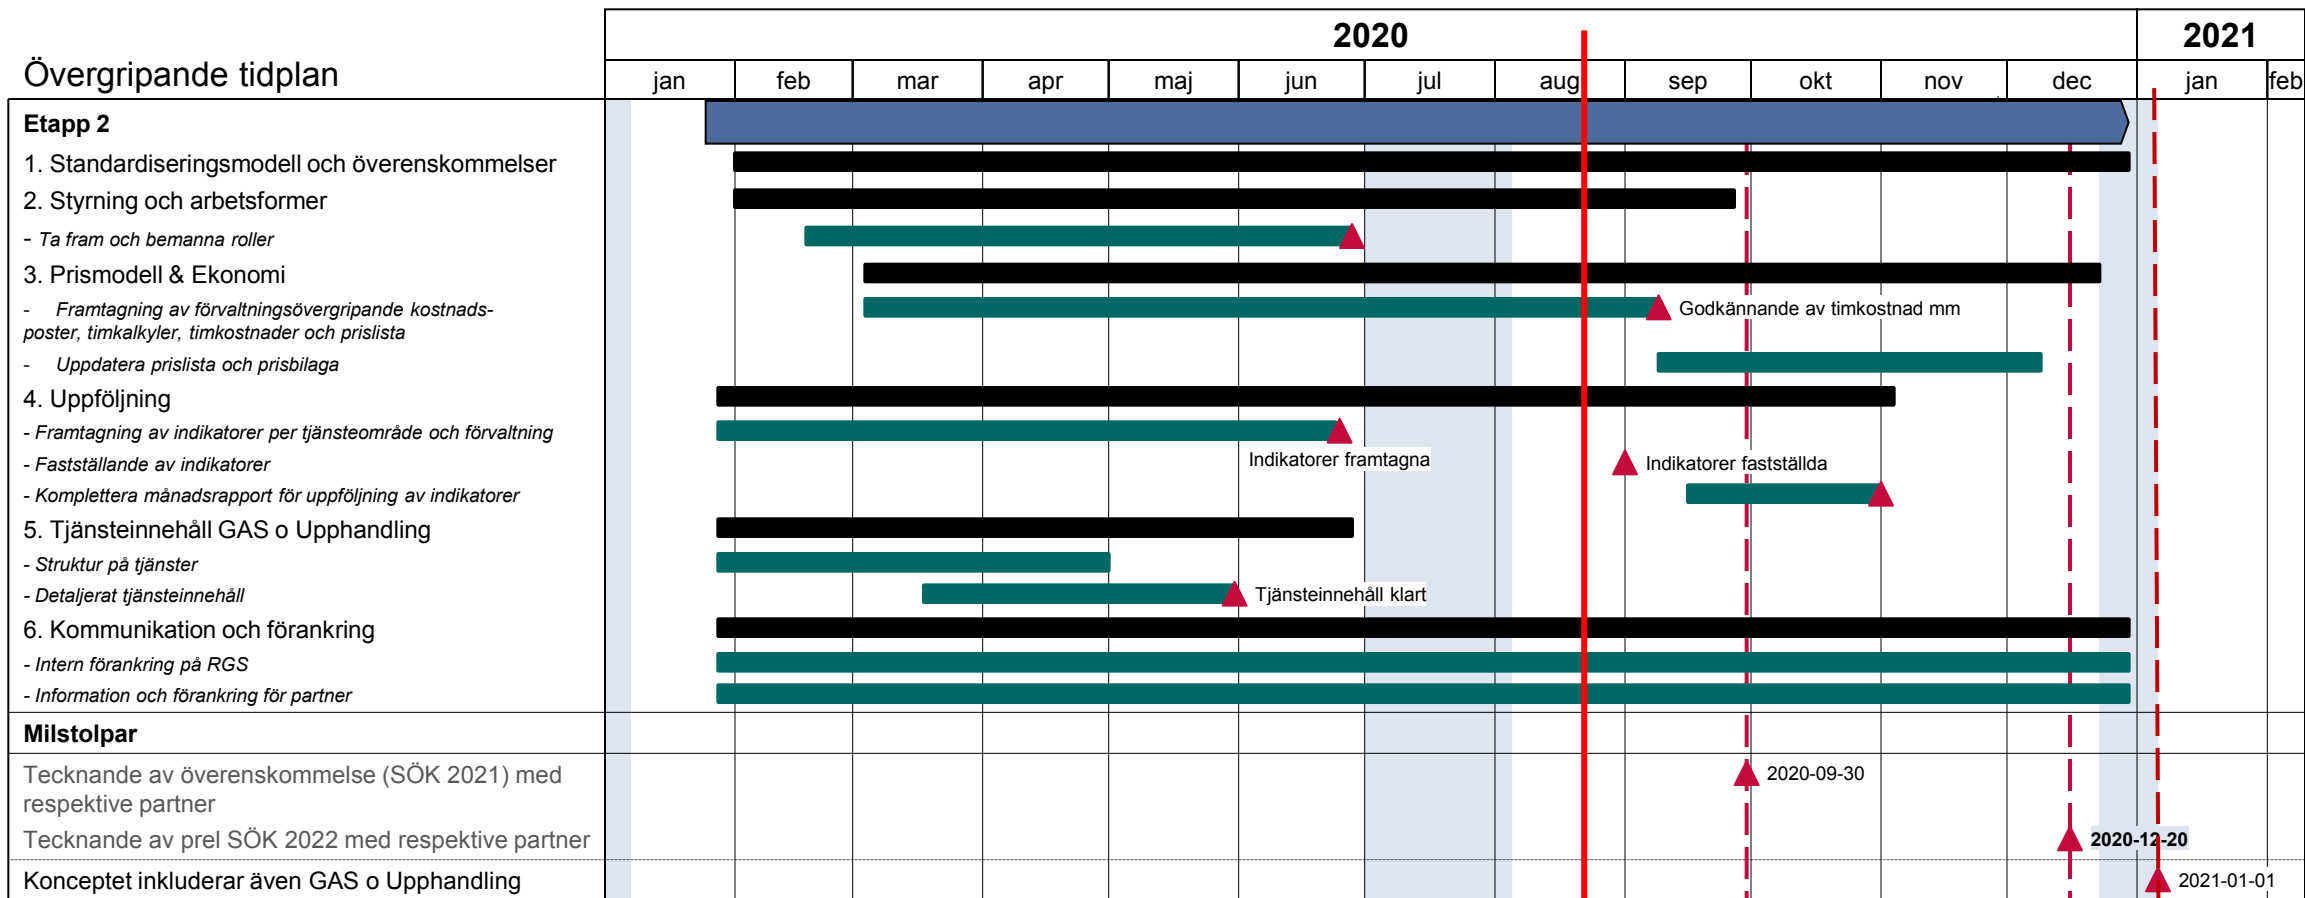 2020
2021
Övergripande tidplan
jan
feb
mar
apr
maj
jun
jul
aug
sep
okt
nov
dec
jan
feb
Etapp 2
1. Standardiseringsmodell och överenskommelser
2. Styrning och arbetsformer
- Ta fram och bemanna roller
3. Prismodell & Ekonomi
- Framtagning av förvaltningsövergripande kostnads-
poster, timkalkyler, timkostnader och prislista
Godkännande av timkostnad mm
- Uppdatera prislista och prisbilaga
4. Uppföljning
- Framtagning av indikatorer per tjänsteområde och förvaltning
Indikatorer framtagna
- Fastställande av indikatorer
Indikatorer fastställda
- Komplettera månadsrapport för uppföljning av indikatorer
5. Tjänsteinnehåll GAS o Upphandling
- Struktur på tjänster
- Detaljerat tjänsteinnehåll
Tjänsteinnehåll klart
6. Kommunikation och förankring
- Intern förankring på RGS
- Information och förankring för partner
Milstolpar
Tecknande av överenskommelse (SÖK 2021) med
respektive partner
2020-09-30
Tecknande av prel SÖK 2022 med respektive partner
2020-12-20
Konceptet inkluderar även GAS o Upphandling
2021-01-01